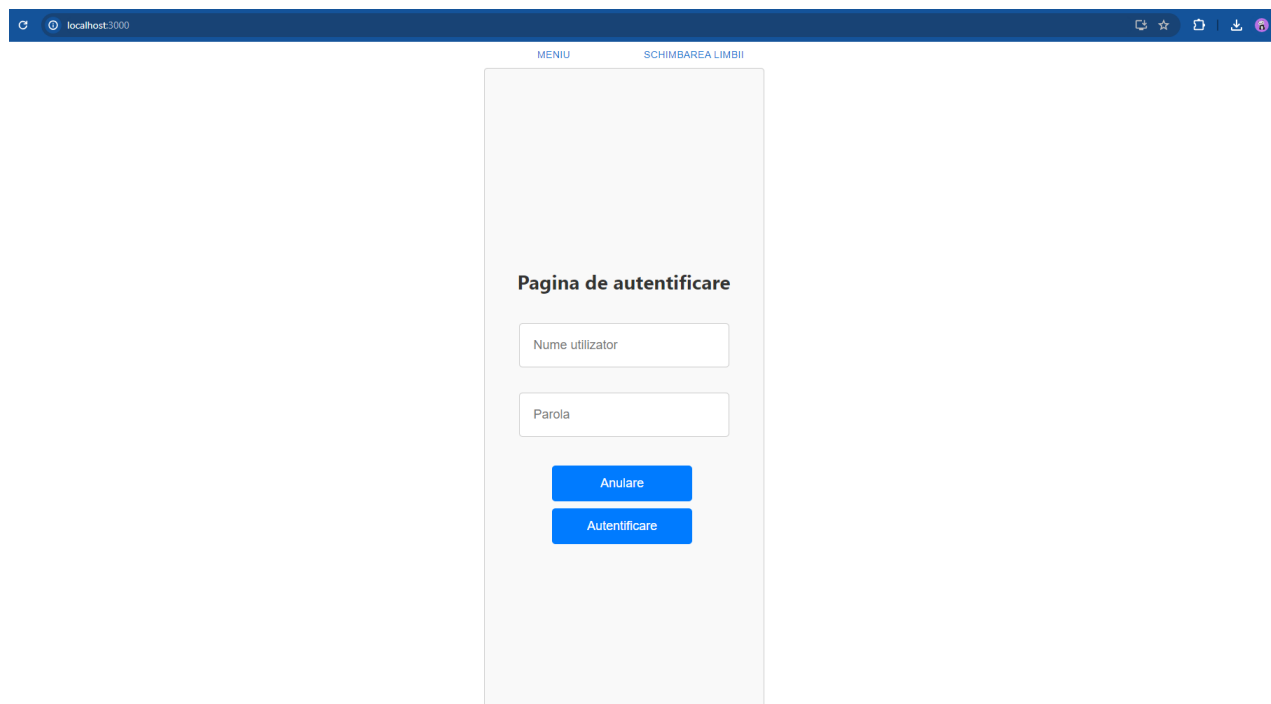 localhost:3000
MENIU SCHIMBAREA LIMBII
Pagina de autentificare
Nume utilizator
Parola
Anulare
Autentificare